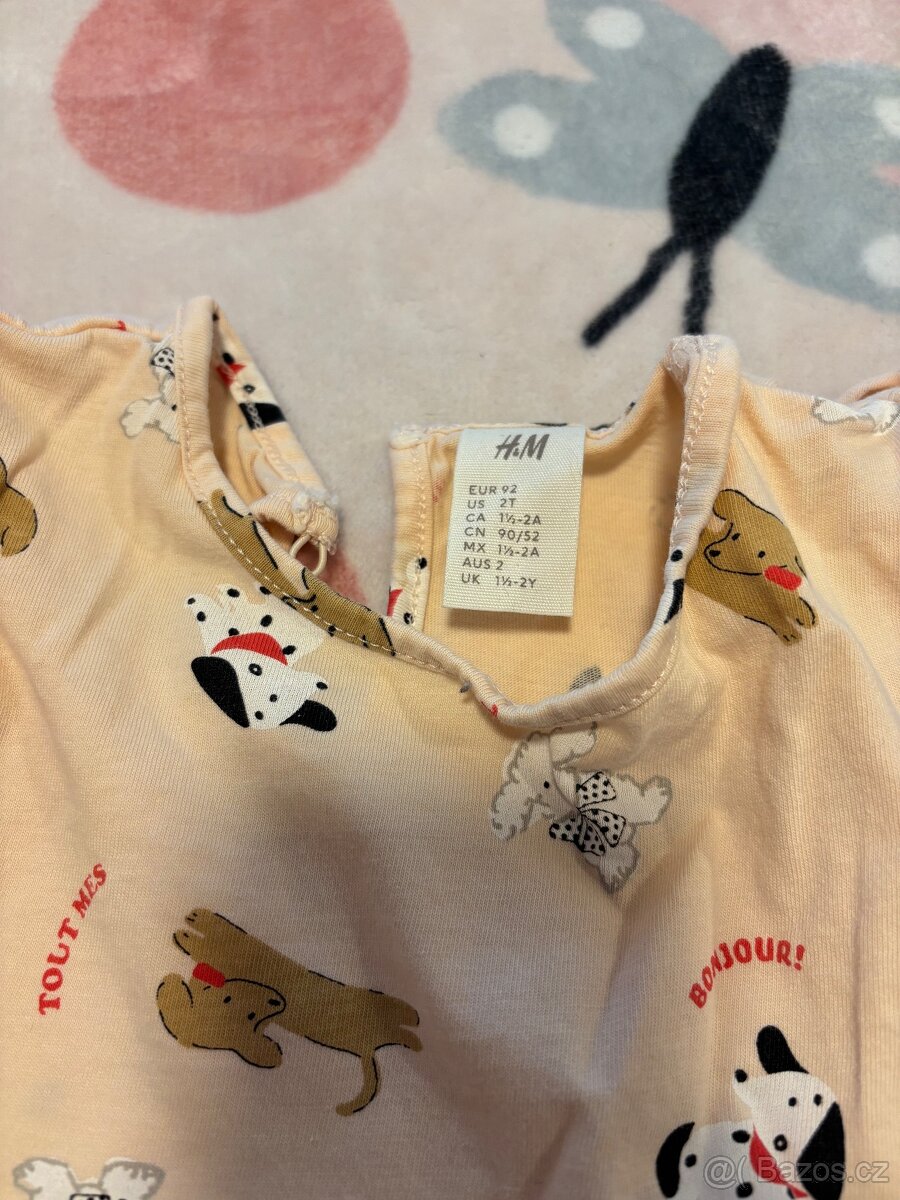 H&M
EUR 92
US 2T
CA 1½-2A
CN 90/52
MX 1½-2A
AUS 2
UK 1½-2Y
TOUT MES
BONJOUR!
@( Bazos.cz